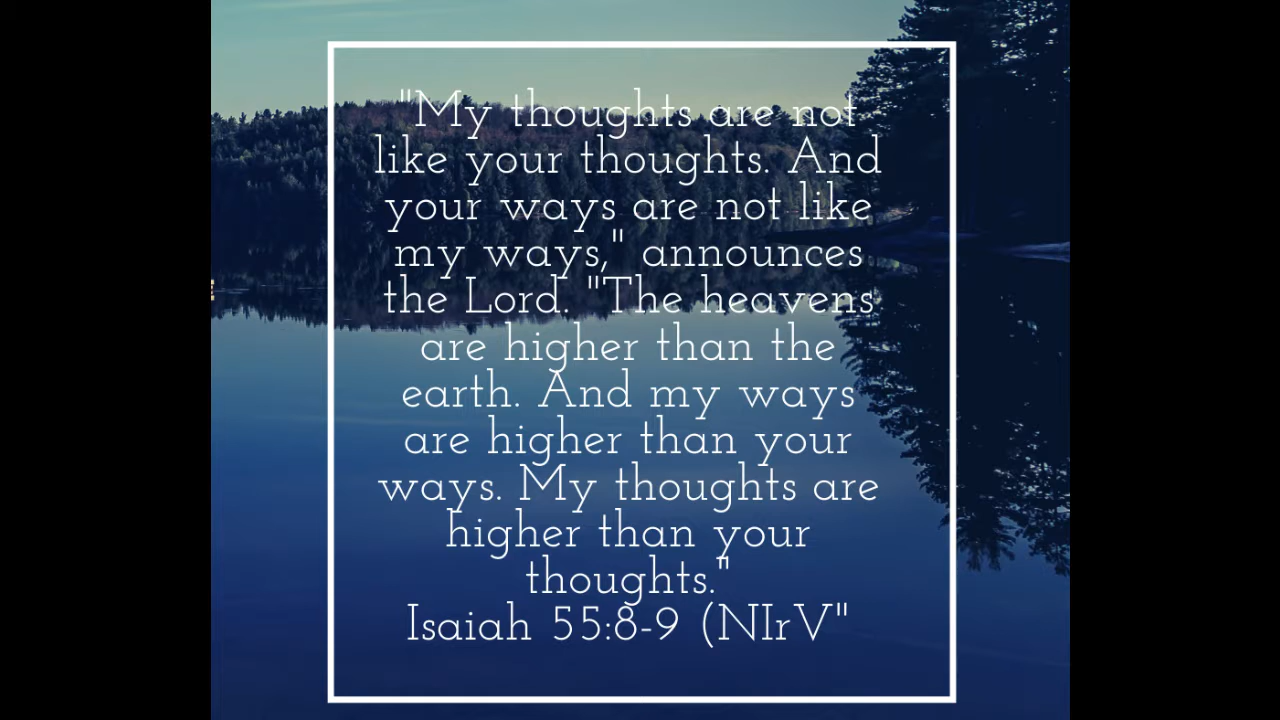 "My thoughts are not
like your thoughts. And
your ways are not like
my ways," announces
the Lord. "The heavens
are higher than the
earth. And my ways
are higher than your
ways. My thoughts are
higher than your
thoughts."
Isaiah 55:8-9 (NIrV"